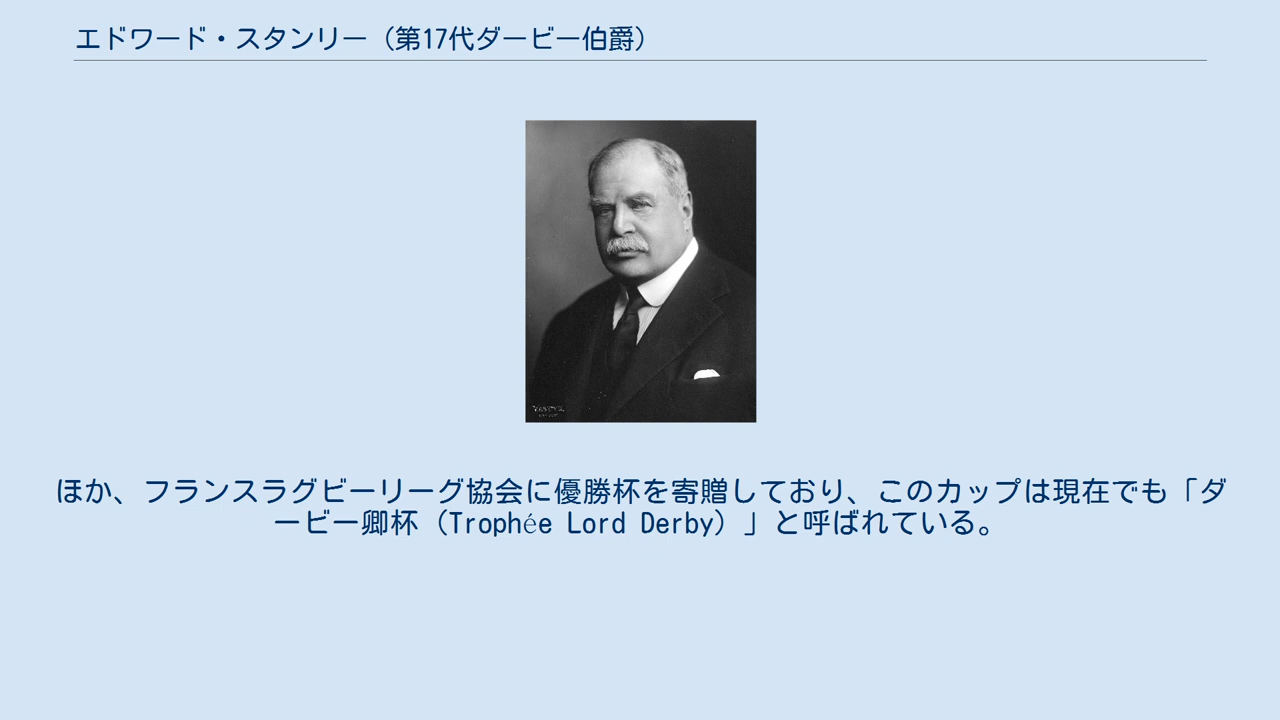 エドワード・スタンリー（第17代ダービー伯爵）
ほか、フランスラグビーリーグ協会に優勝杯を寄贈しており、このカップは現在でも「ダ
ービー卿杯（Trophée Lord Derby）」と呼ばれている。